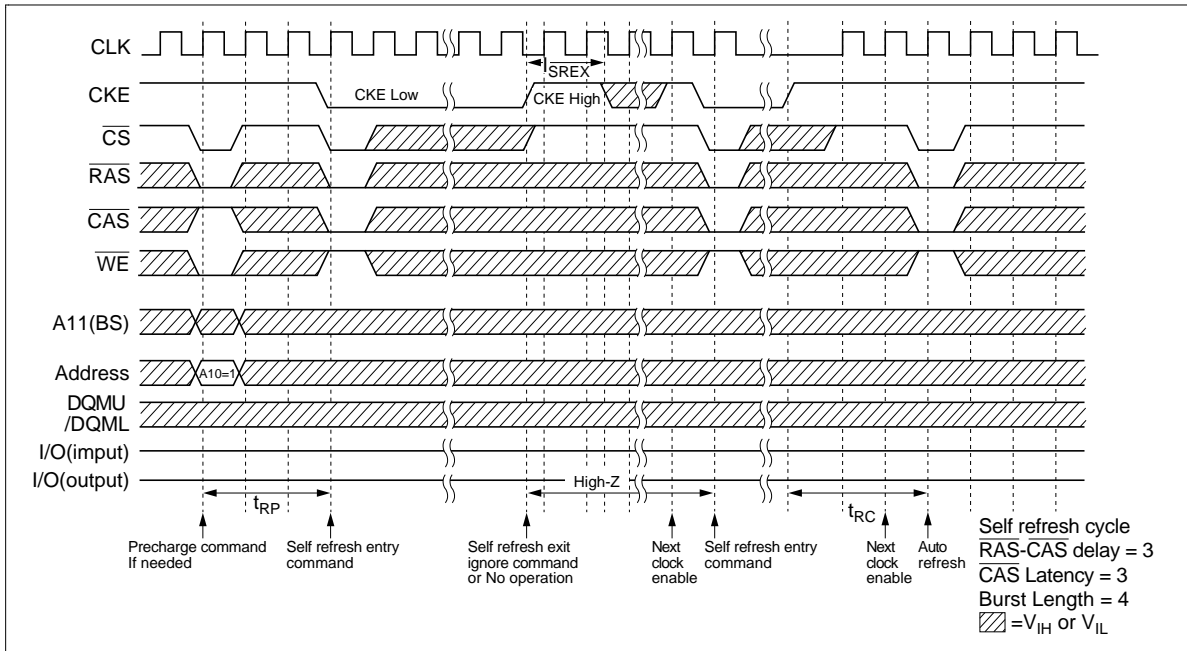 CLK
lSREX
CKE
CKE Low
CKE High
CS
RAS
CAS
WE
A11(BS)
Address
A10=1
DQMU
/DQML
I/O(imput)
I/O(output)
High-Z
tRP
tRC
Precharge command
If needed
Self refresh entry
command
Self refresh exit
ignore command
or No operation
Next
clock
enable
Self refresh entry
command
Next
clock
enable
Auto
refresh
Self refresh cycle
RAS-CAS delay = 3
CAS Latency = 3
Burst Length = 4
=VIH or VIL